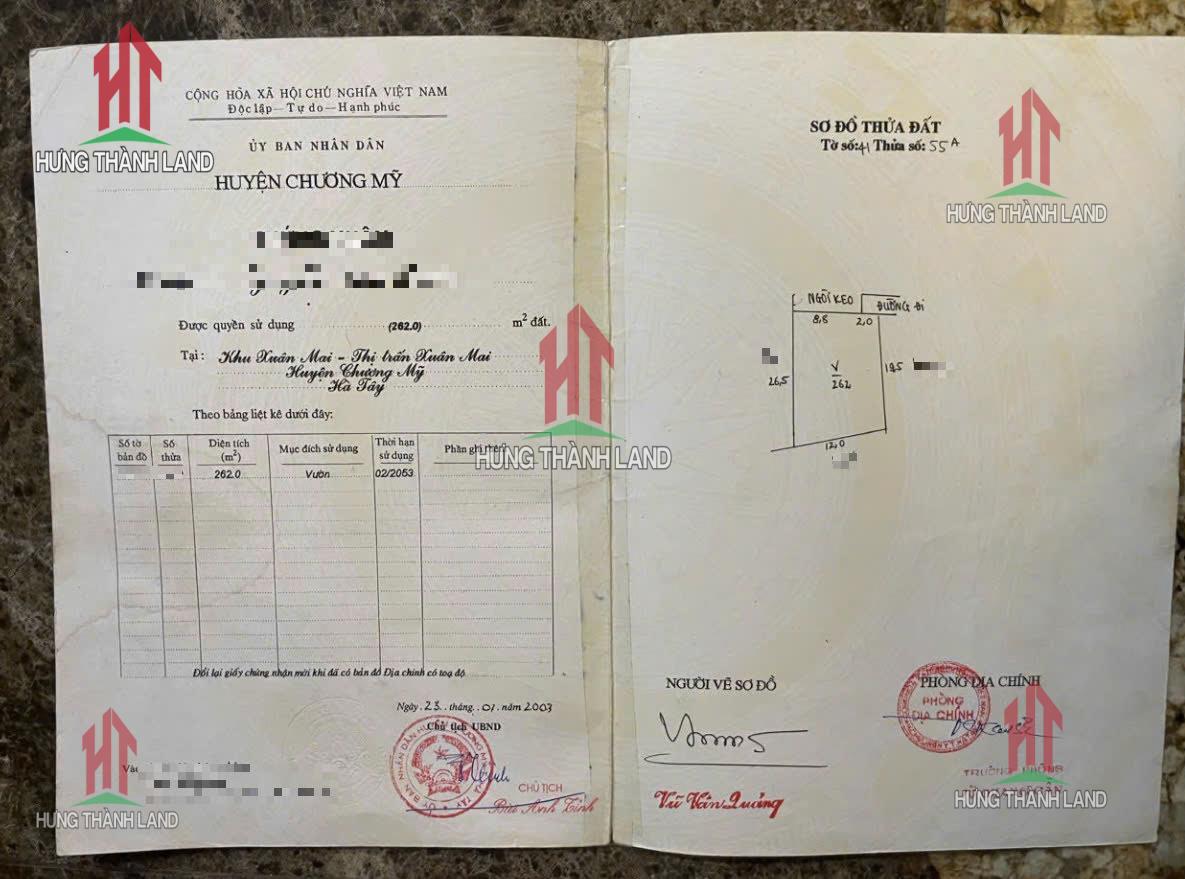 CỘNG HÒA XÃ HỘI CHỦ NGHĨA VIỆT NAM
Độc lập — Tự do — Hạnh phúc
ỦY BAN NHÂN DÂN
HUYỆN CHƯƠNG MỸ
Được quyền sử dụng (262.0) m² đất.
Tại : Khu Xuân Mai - Thị trấn Xuân Mai
Huyện Chương Mỹ
Hà Tây
Theo bảng liệt kê dưới đây:
Số tờ bản đồ Số thửa Diện tích (m²) Mục đích sử dụng Thời hạn sử dụng Phần ghi thêm
262.0 Vườn 02/2053
Đổi lại giấy chứng nhận mới khi đã có bản đồ Địa chính có toạ độ
Ngày .23. tháng .01. năm 2003
Chủ tịch UBND
CHỦ TỊCH
SƠ ĐỒ THỬA ĐẤT
Tờ số:41 Thửa số: 55A
NGÕI KEO
ĐƯỜNG ĐI
8,8 2,0
26,5
V
262
12,0
NGƯỜI VẼ SƠ ĐỒ
Vũ Văn Quảng
PHÒNG ĐỊA CHÍNH
PHÒNG
ĐỊA CHÍNH
TRƯỞNG PHÒNG
HƯNG THÀNH LAND
HƯNG THÀNH LAND
HƯNG THÀNH LAND
HƯNG THÀNH LAND
HƯNG THÀNH LAND